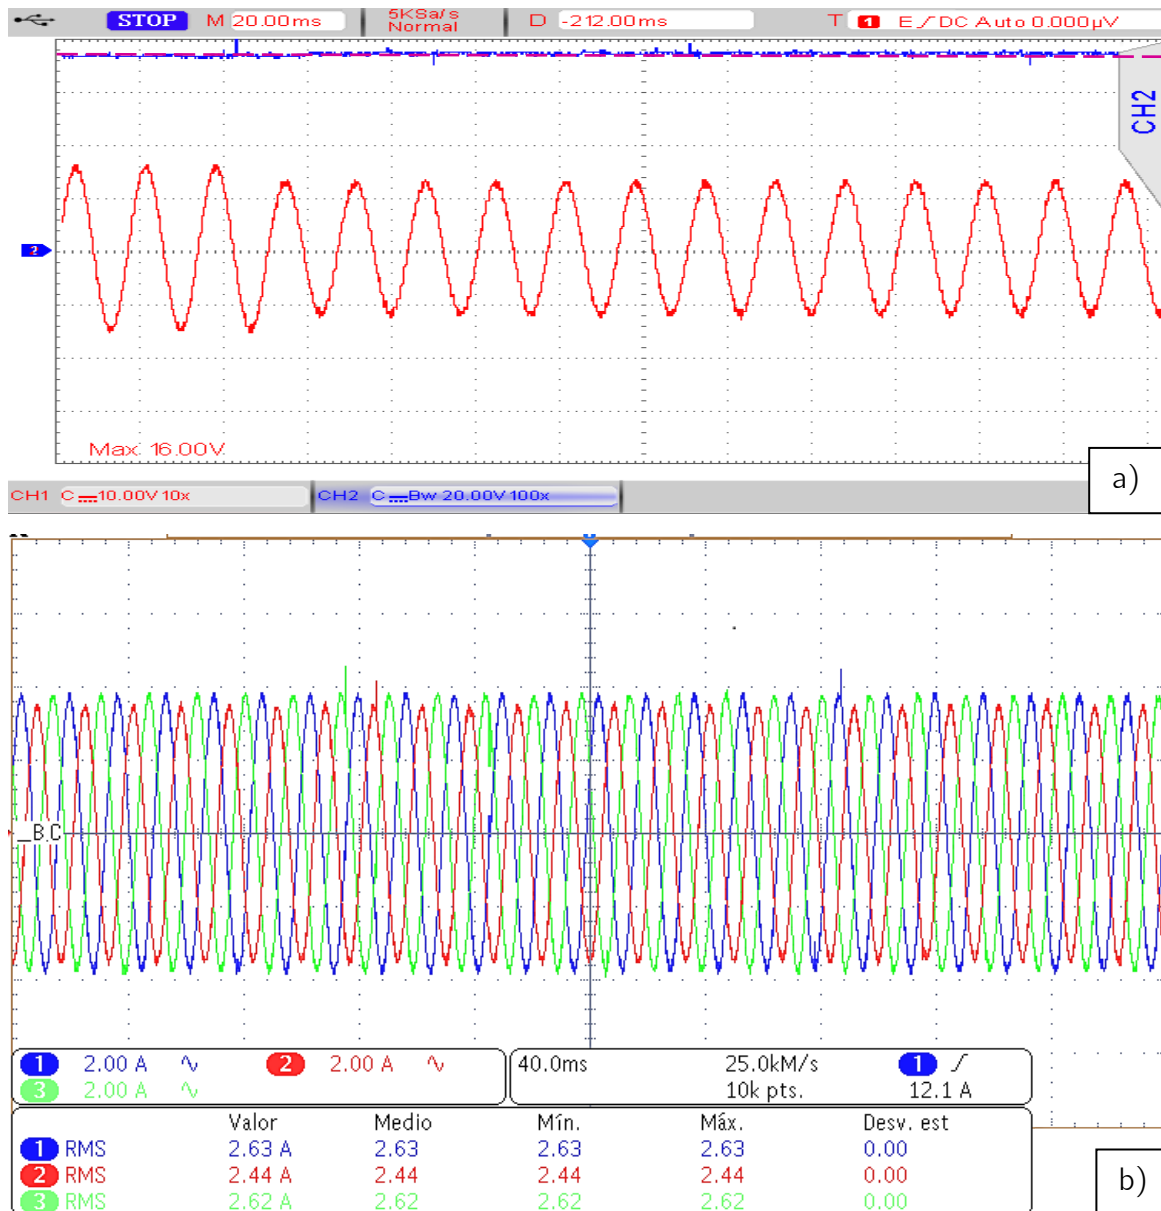 STOP M 20.00ms 5KSa/s Normal D -212.00ms T 1 E DC Auto 0.000µV
CH2
2
Max: 16.00V
a)
CH1 C 10.00V 10x CH2 C Bw 20.00V 100x
B C
1 2.00 A 2 2.00 A 40.0ms 25.0kM/s 1
3 2.00 A 10k pts. 12.1 A
Valor Medio Mín. Máx. Desv. est
1 RMS 2.63 A 2.63 2.63 2.63 0.00
2 RMS 2.44 A 2.44 2.44 2.44 0.00
3 RMS 2.62 A 2.62 2.62 2.62 0.00
b)